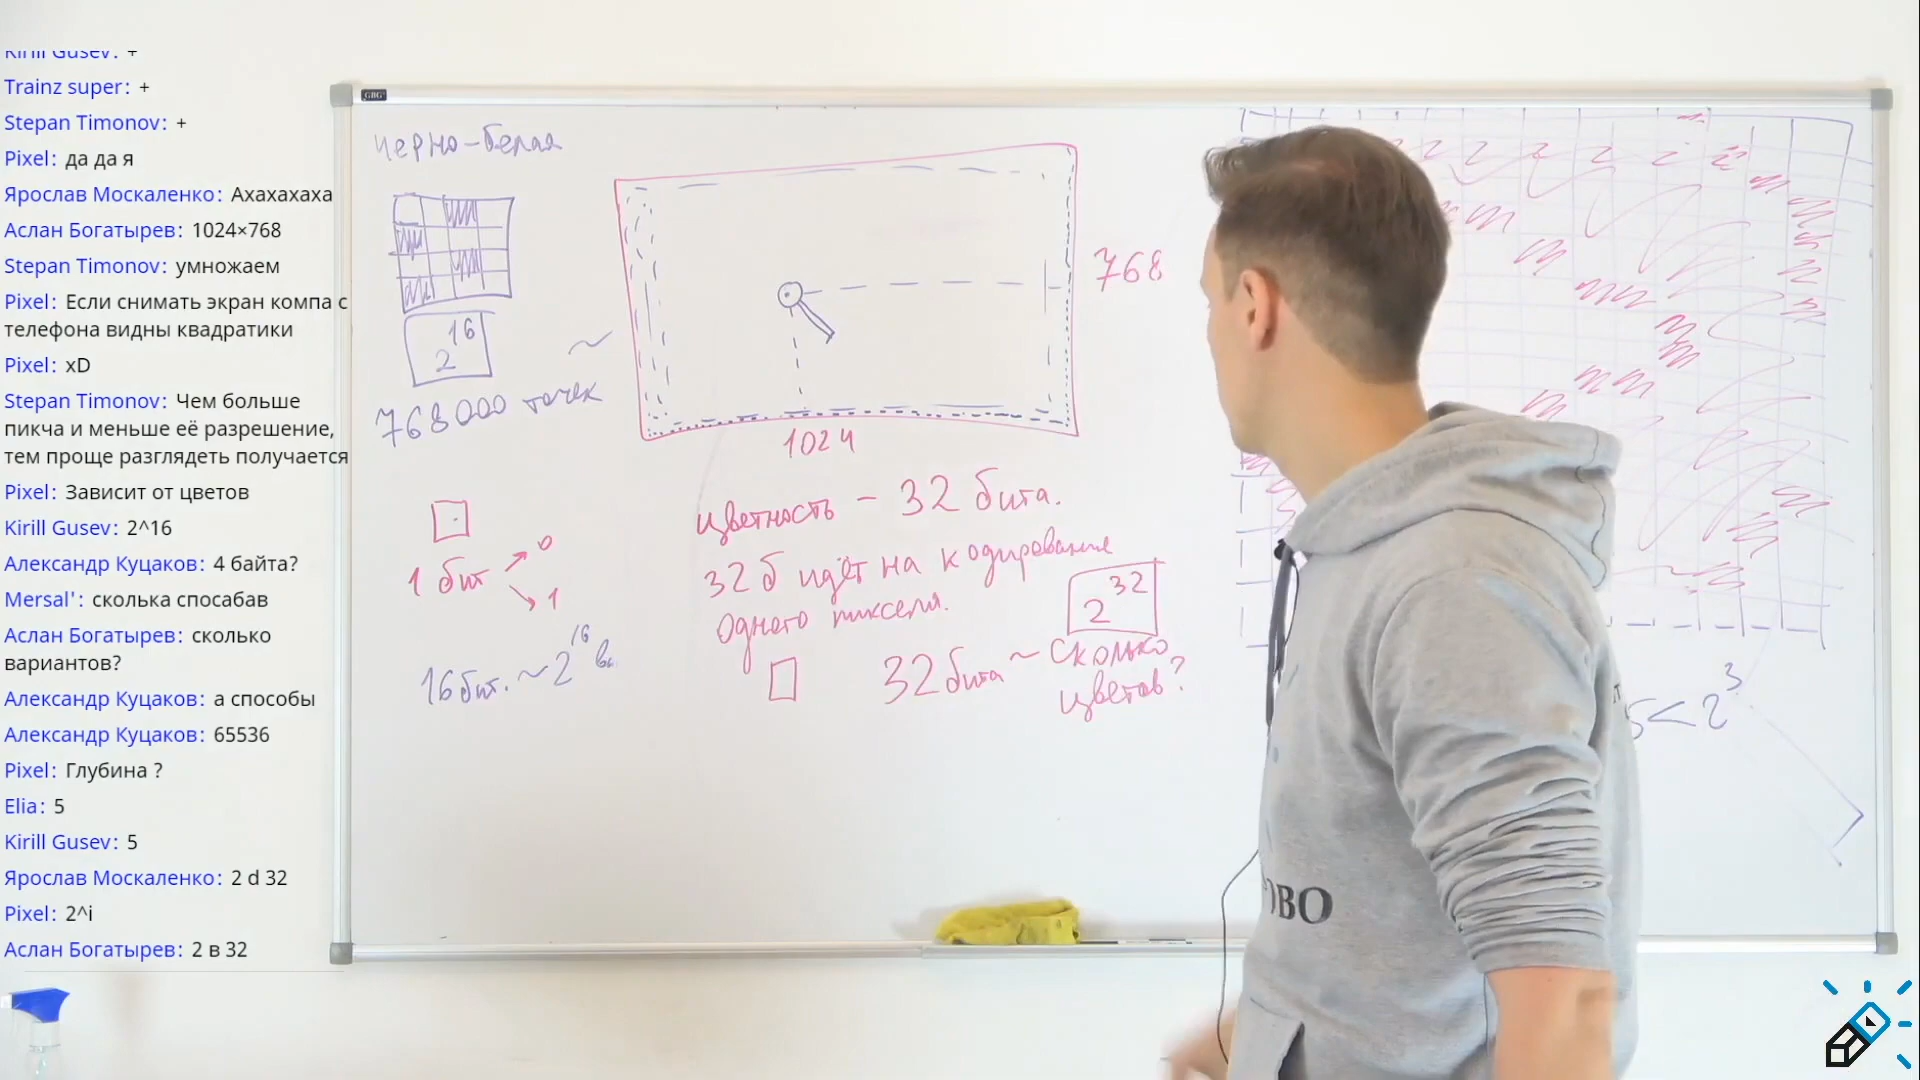 Kirill Gusev: +
Trainz super: +
Stepan Timonov: +
Pixel: да да я
Ярослав Москаленко: Ахахахаха
Аслан Богатырев: 1024×768
Stepan Timonov: умножаем
Pixel: Если снимать экран компа с
телефона видны квадратики
Pixel: xD
Stepan Timonov: Чем больше
пикча и меньше её разрешение,
тем проще разглядеть получается
Pixel: Зависит от цветов
Kirill Gusev: 2^16
Александр Куцаков: 4 байта?
Mersal': сколька спосабав
Аслан Богатырев: сколько
вариантов?
Александр Куцаков: а способы
Александр Куцаков: 65536
Pixel: Глубина ?
Elia: 5
Kirill Gusev: 5
Ярослав Москаленко: 2 d 32
Pixel: 2^i
Аслан Богатырев: 2 в 32
GBG
черно-белая
2^16
768000 точек ~
768
1024
1 бит
0
1
16 бит. ~ 2^16 ва
цветность - 32 бита.
32 б идёт на кодирование
одного пикселя.
2^32
32 бита ~ сколько
цветов?
5 < 2^3
ОВО